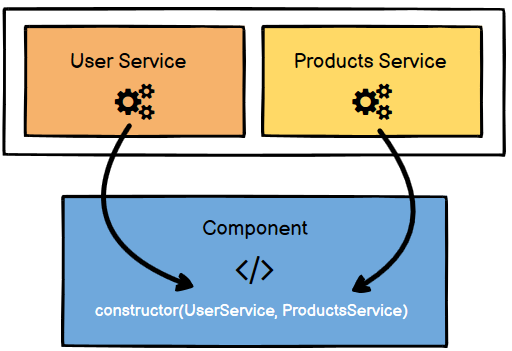 User Service
Products Service
Component
</>
constructor(UserService, ProductsService)